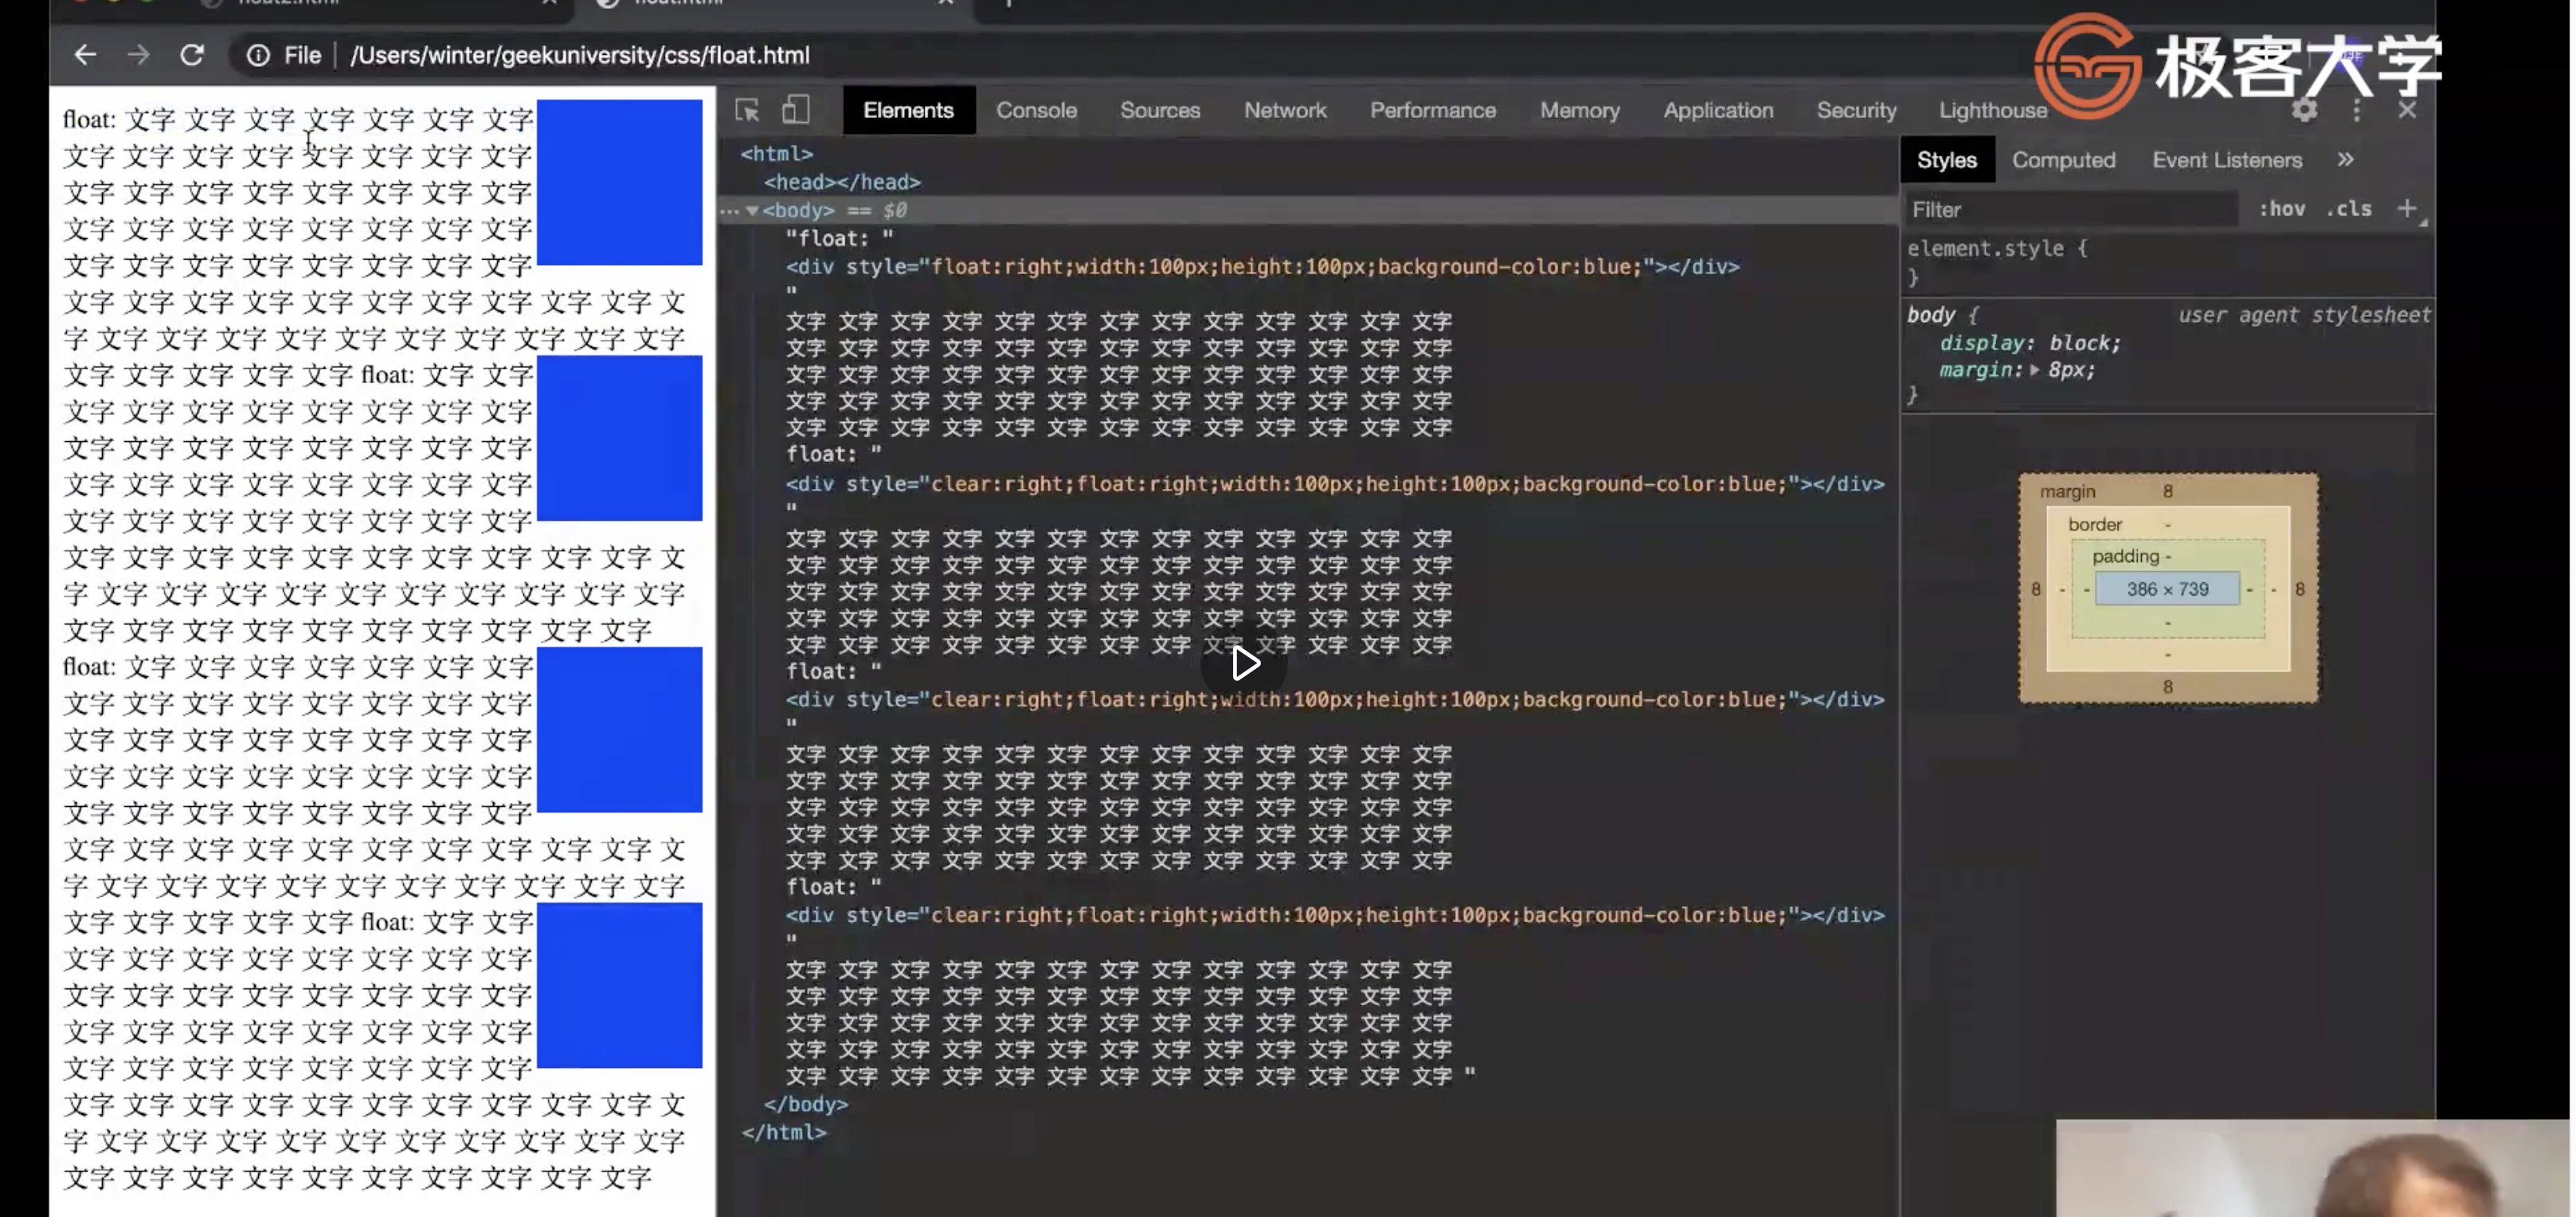 float2.html
float.html
File | /Users/winter/geekuniversity/css/float.html
极客大学
float: 文字 文字 文字 文字 文字 文字 文字
文字 文字 文字 文字 文字 文字 文字 文字
文字 文字 文字 文字 文字 文字 文字 文字
文字 文字 文字 文字 文字 文字 文字 文字
文字 文字 文字 文字 文字 文字 文字 文字
文字 文字 文字 文字 文字 文字 文字 文字 文字 文字 文
字 文字 文字 文字 文字 文字 文字 文字 文字 文字 文字
文字 文字 文字 文字 文字 float: 文字 文字
文字 文字 文字 文字 文字 文字 文字 文字
文字 文字 文字 文字 文字 文字 文字 文字
文字 文字 文字 文字 文字 文字 文字 文字
文字 文字 文字 文字 文字 文字 文字 文字
文字 文字 文字 文字 文字 文字 文字 文字 文字 文字 文
字 文字 文字 文字 文字 文字 文字 文字 文字 文字 文字
文字 文字 文字 文字 文字 文字 文字 文字 文字 文字
float: 文字 文字 文字 文字 文字 文字 文字
文字 文字 文字 文字 文字 文字 文字 文字
文字 文字 文字 文字 文字 文字 文字 文字
文字 文字 文字 文字 文字 文字 文字 文字
文字 文字 文字 文字 文字 文字 文字 文字
文字 文字 文字 文字 文字 文字 文字 文字 文字 文字 文
字 文字 文字 文字 文字 文字 文字 文字 文字 文字 文字
文字 文字 文字 文字 文字 float: 文字 文字
文字 文字 文字 文字 文字 文字 文字 文字
文字 文字 文字 文字 文字 文字 文字 文字
文字 文字 文字 文字 文字 文字 文字 文字
文字 文字 文字 文字 文字 文字 文字 文字
文字 文字 文字 文字 文字 文字 文字 文字 文字 文字 文
字 文字 文字 文字 文字 文字 文字 文字 文字 文字 文字
文字 文字 文字 文字 文字 文字 文字 文字 文字 文字
Elements Console Sources Network Performance Memory Application Security Lighthouse
<html>
<head></head>
<body> == $0
"float: "
<div style="float:right;width:100px;height:100px;background-color:blue;"></div>
"
文字 文字 文字 文字 文字 文字 文字 文字 文字 文字 文字 文字 文字
文字 文字 文字 文字 文字 文字 文字 文字 文字 文字 文字 文字 文字
文字 文字 文字 文字 文字 文字 文字 文字 文字 文字 文字 文字 文字
文字 文字 文字 文字 文字 文字 文字 文字 文字 文字 文字 文字 文字
文字 文字 文字 文字 文字 文字 文字 文字 文字 文字 文字 文字 文字
float: "
<div style="clear:right;float:right;width:100px;height:100px;background-color:blue;"></div>
"
文字 文字 文字 文字 文字 文字 文字 文字 文字 文字 文字 文字 文字
文字 文字 文字 文字 文字 文字 文字 文字 文字 文字 文字 文字 文字
文字 文字 文字 文字 文字 文字 文字 文字 文字 文字 文字 文字 文字
文字 文字 文字 文字 文字 文字 文字 文字 文字 文字 文字 文字 文字
文字 文字 文字 文字 文字 文字 文字 文字 文字 文字 文字 文字 文字
float: "
<div style="clear:right;float:right;width:100px;height:100px;background-color:blue;"></div>
"
文字 文字 文字 文字 文字 文字 文字 文字 文字 文字 文字 文字 文字
文字 文字 文字 文字 文字 文字 文字 文字 文字 文字 文字 文字 文字
文字 文字 文字 文字 文字 文字 文字 文字 文字 文字 文字 文字 文字
文字 文字 文字 文字 文字 文字 文字 文字 文字 文字 文字 文字 文字
文字 文字 文字 文字 文字 文字 文字 文字 文字 文字 文字 文字 文字
float: "
<div style="clear:right;float:right;width:100px;height:100px;background-color:blue;"></div>
"
文字 文字 文字 文字 文字 文字 文字 文字 文字 文字 文字 文字 文字
文字 文字 文字 文字 文字 文字 文字 文字 文字 文字 文字 文字 文字
文字 文字 文字 文字 文字 文字 文字 文字 文字 文字 文字 文字 文字
文字 文字 文字 文字 文字 文字 文字 文字 文字 文字 文字 文字 文字
文字 文字 文字 文字 文字 文字 文字 文字 文字 文字 文字 文字 文字 "
</body>
</html>
Styles Computed Event Listeners »
Filter :hov .cls +
element.style {
}
body { user agent stylesheet
display: block;
margin: 8px;
}
margin 8
border -
padding -
8 - - 386 × 739 - - 8
-
-
8